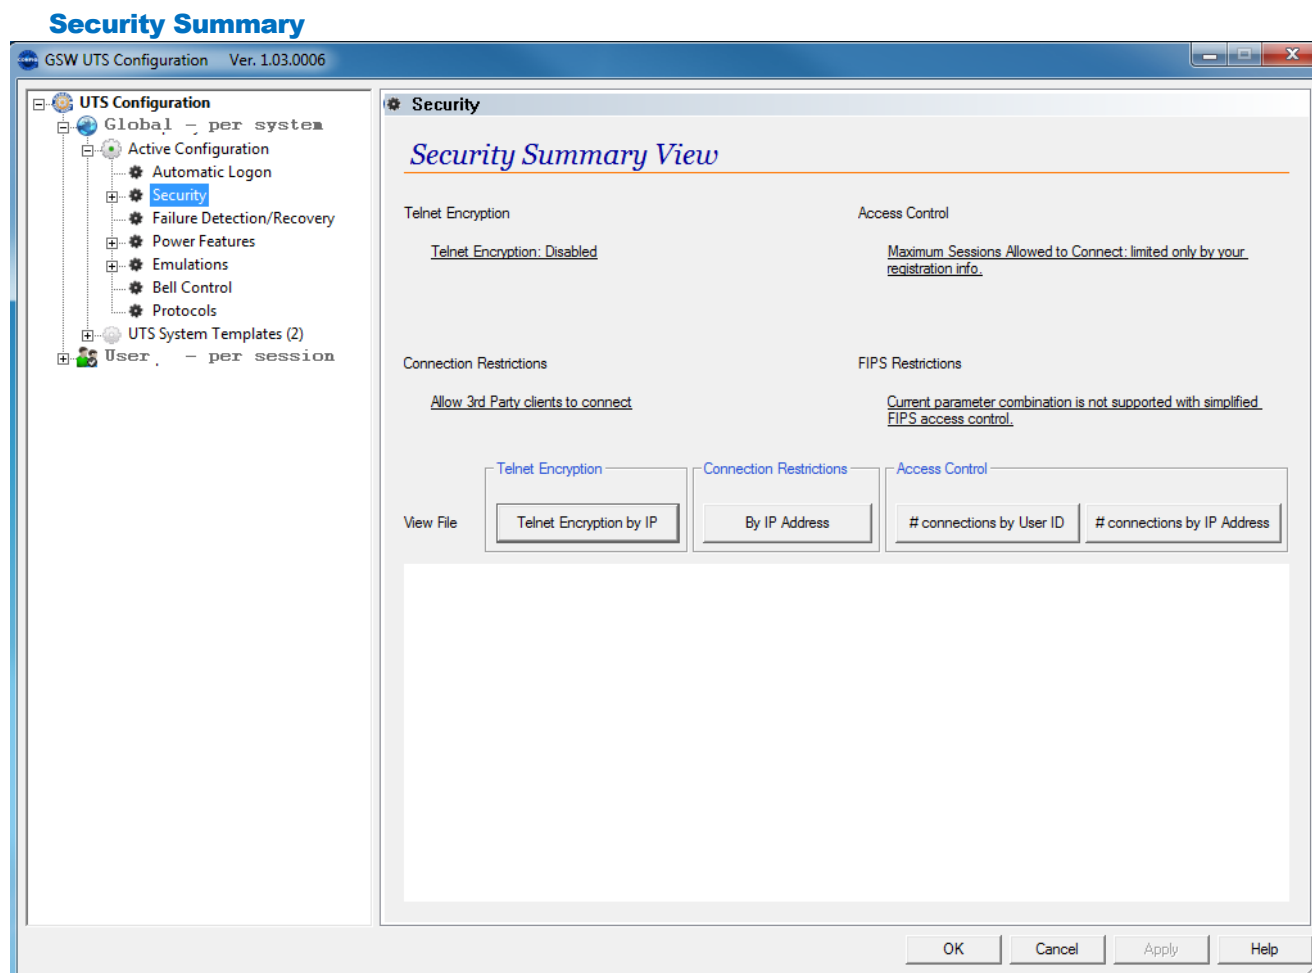 Security Summary
GSW UTS Configuration Ver. 1.03.0006
UTS Configuration
Global - per system
Active Configuration
Automatic Logon
Security
Failure Detection/Recovery
Power Features
Emulations
Bell Control
Protocols
UTS System Templates (2)
User - per session
Security
Security Summary View
Telnet Encryption
Telnet Encryption: Disabled
Access Control
Maximum Sessions Allowed to Connect: limited only by your
registration info.
Connection Restrictions
Allow 3rd Party clients to connect
FIPS Restrictions
Current parameter combination is not supported with simplified
FIPS access control.
Telnet Encryption
Connection Restrictions
Access Control
View File
Telnet Encryption by IP
By IP Address
# connections by User ID
# connections by IP Address
OK
Cancel
Apply
Help